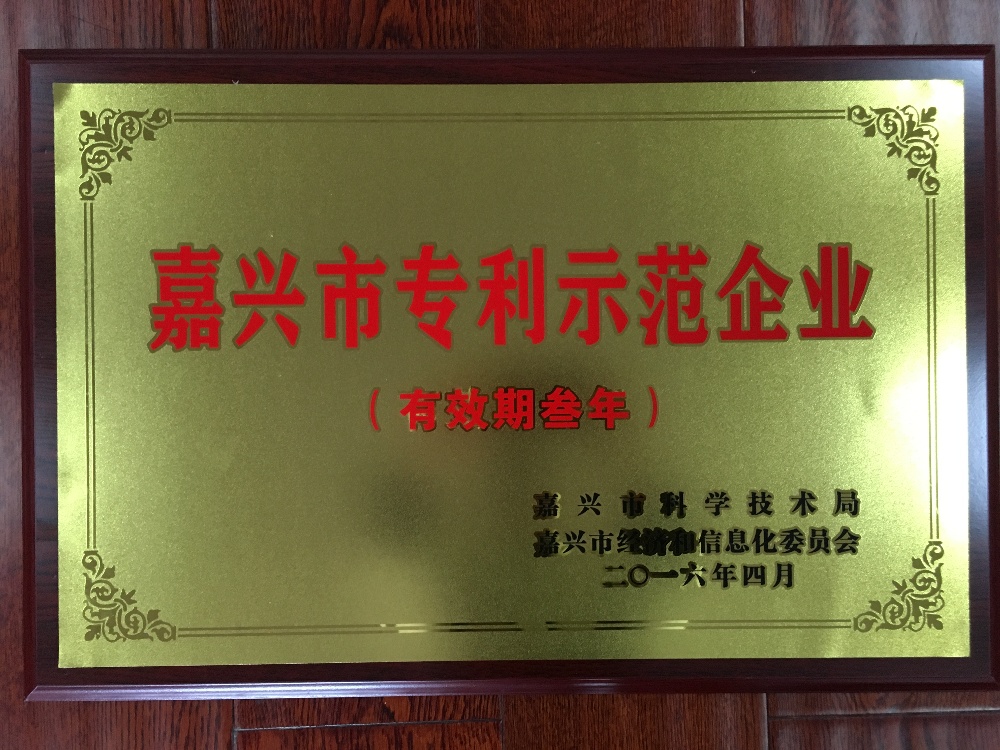 嘉兴市专利示范企业
（有效期叁年）
嘉兴市科学技术局
嘉兴市经济和信息化委员会
二〇一六年四月